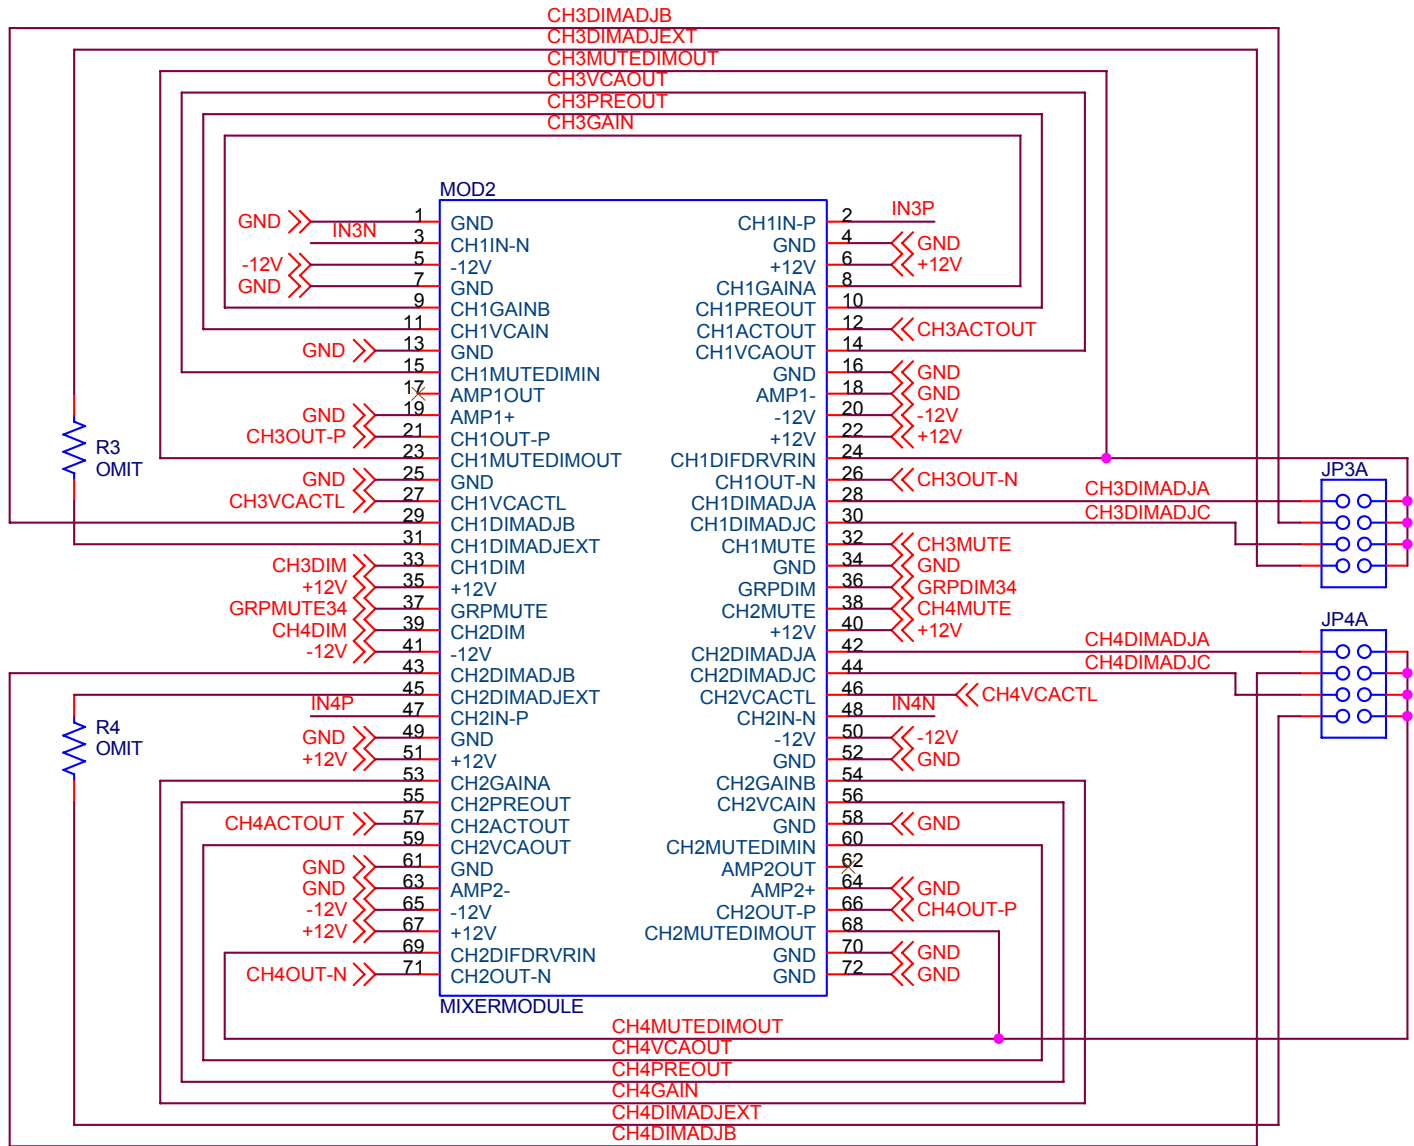 CH3DIMADJB
CH3DIMADJEXT
CH3MUTEDIMOUT
CH3VCAOUT
CH3PREOUT
CH3GAIN
MOD2
GND 1 GND CH1IN-P 2 IN3P
IN3N 3 CH1IN-N GND 4 GND
-12V 5 -12V +12V 6 +12V
GND 7 GND CH1GAINA 8
9 CH1GAINB CH1PREOUT 10
11 CH1VCAIN CH1ACTOUT 12 CH3ACTOUT
GND 13 GND CH1VCAOUT 14
15 CH1MUTEDIMIN GND 16 GND
17 AMP1OUT AMP1- 18 GND
GND 19 AMP1+ -12V 20 -12V
CH3OUT-P 21 CH1OUT-P +12V 22 +12V
R3 23 CH1MUTEDIMOUT CH1DIFDRVRIN 24
OMIT GND 25 GND CH1OUT-N 26 CH3OUT-N JP3A
CH3VCACTL 27 CH1VCACTL CH1DIMADJA 28 CH3DIMADJA
29 CH1DIMADJB CH1DIMADJC 30 CH3DIMADJC
31 CH1DIMADJEXT CH1MUTE 32 CH3MUTE
CH3DIM 33 CH1DIM GND 34 GND
+12V 35 +12V GRPDIM 36 GRPDIM34
GRPMUTE34 37 GRPMUTE CH2MUTE 38 CH4MUTE
CH4DIM 39 CH2DIM +12V 40 +12V JP4A
-12V 41 -12V CH2DIMADJA 42 CH4DIMADJA
43 CH2DIMADJB CH2DIMADJC 44 CH4DIMADJC
45 CH2DIMADJEXT CH2VCACTL 46 CH4VCACTL
IN4P 47 CH2IN-P CH2IN-N 48 IN4N
R4 GND 49 GND -12V 50 -12V
OMIT +12V 51 +12V GND 52 GND
53 CH2GAINA CH2GAINB 54
55 CH2PREOUT CH2VCAIN 56
CH4ACTOUT 57 CH2ACTOUT GND 58 GND
59 CH2VCAOUT CH2MUTEDIMIN 60
GND 61 GND AMP2OUT 62
GND 63 AMP2- AMP2+ 64 GND
-12V 65 -12V CH2OUT-P 66 CH4OUT-P
+12V 67 +12V CH2MUTEDIMOUT 68
69 CH2DIFDRVRIN GND 70 GND
CH4OUT-N 71 CH2OUT-N GND 72 GND
MIXERMODULE
CH4MUTEDIMOUT
CH4VCAOUT
CH4PREOUT
CH4GAIN
CH4DIMADJEXT
CH4DIMADJB